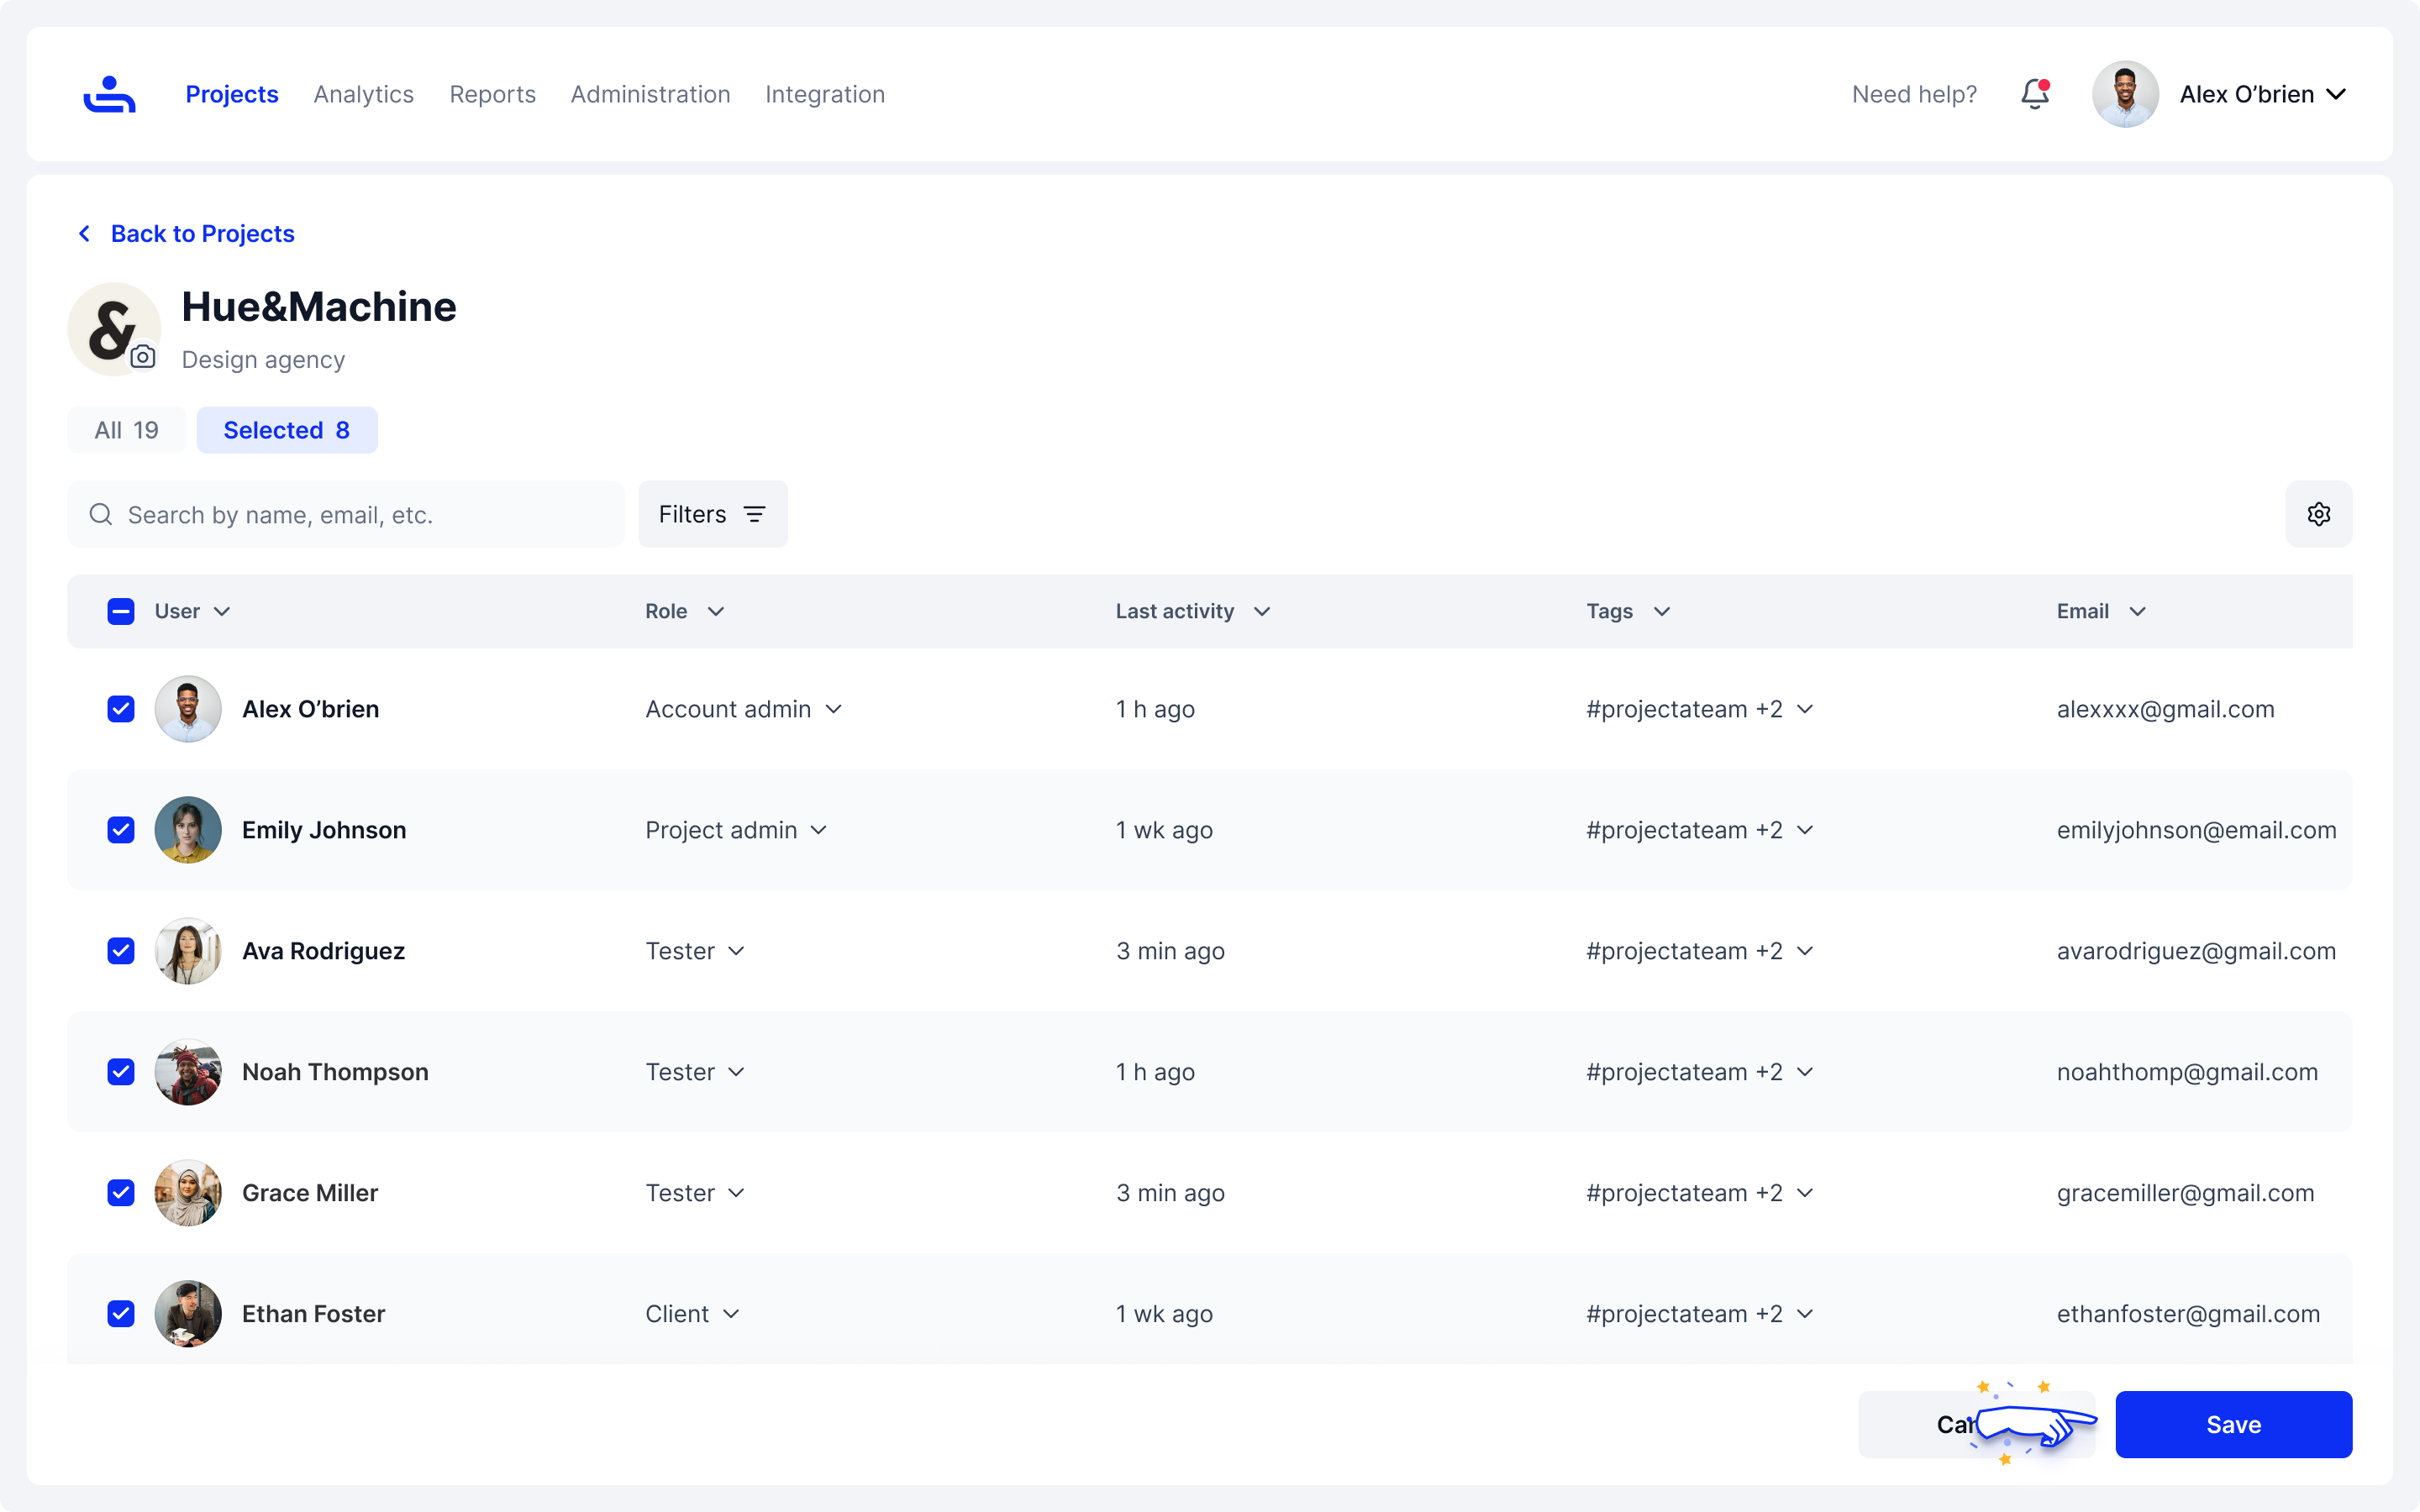 Projects Analytics Reports Administration Integration Need help? Alex O’brien
Back to Projects
&
Hue&Machine
Design agency
All 19 Selected 8
Search by name, email, etc. Filters
User Role Last activity Tags Email
Alex O’brien Account admin 1 h ago #projectateam +2 alexxxx@gmail.com
Emily Johnson Project admin 1 wk ago #projectateam +2 emilyjohnson@email.com
Ava Rodriguez Tester 3 min ago #projectateam +2 avarodriguez@gmail.com
Noah Thompson Tester 1 h ago #projectateam +2 noahthomp@gmail.com
Grace Miller Tester 3 min ago #projectateam +2 gracemiller@gmail.com
Ethan Foster Client 1 wk ago #projectateam +2 ethanfoster@gmail.com
Save